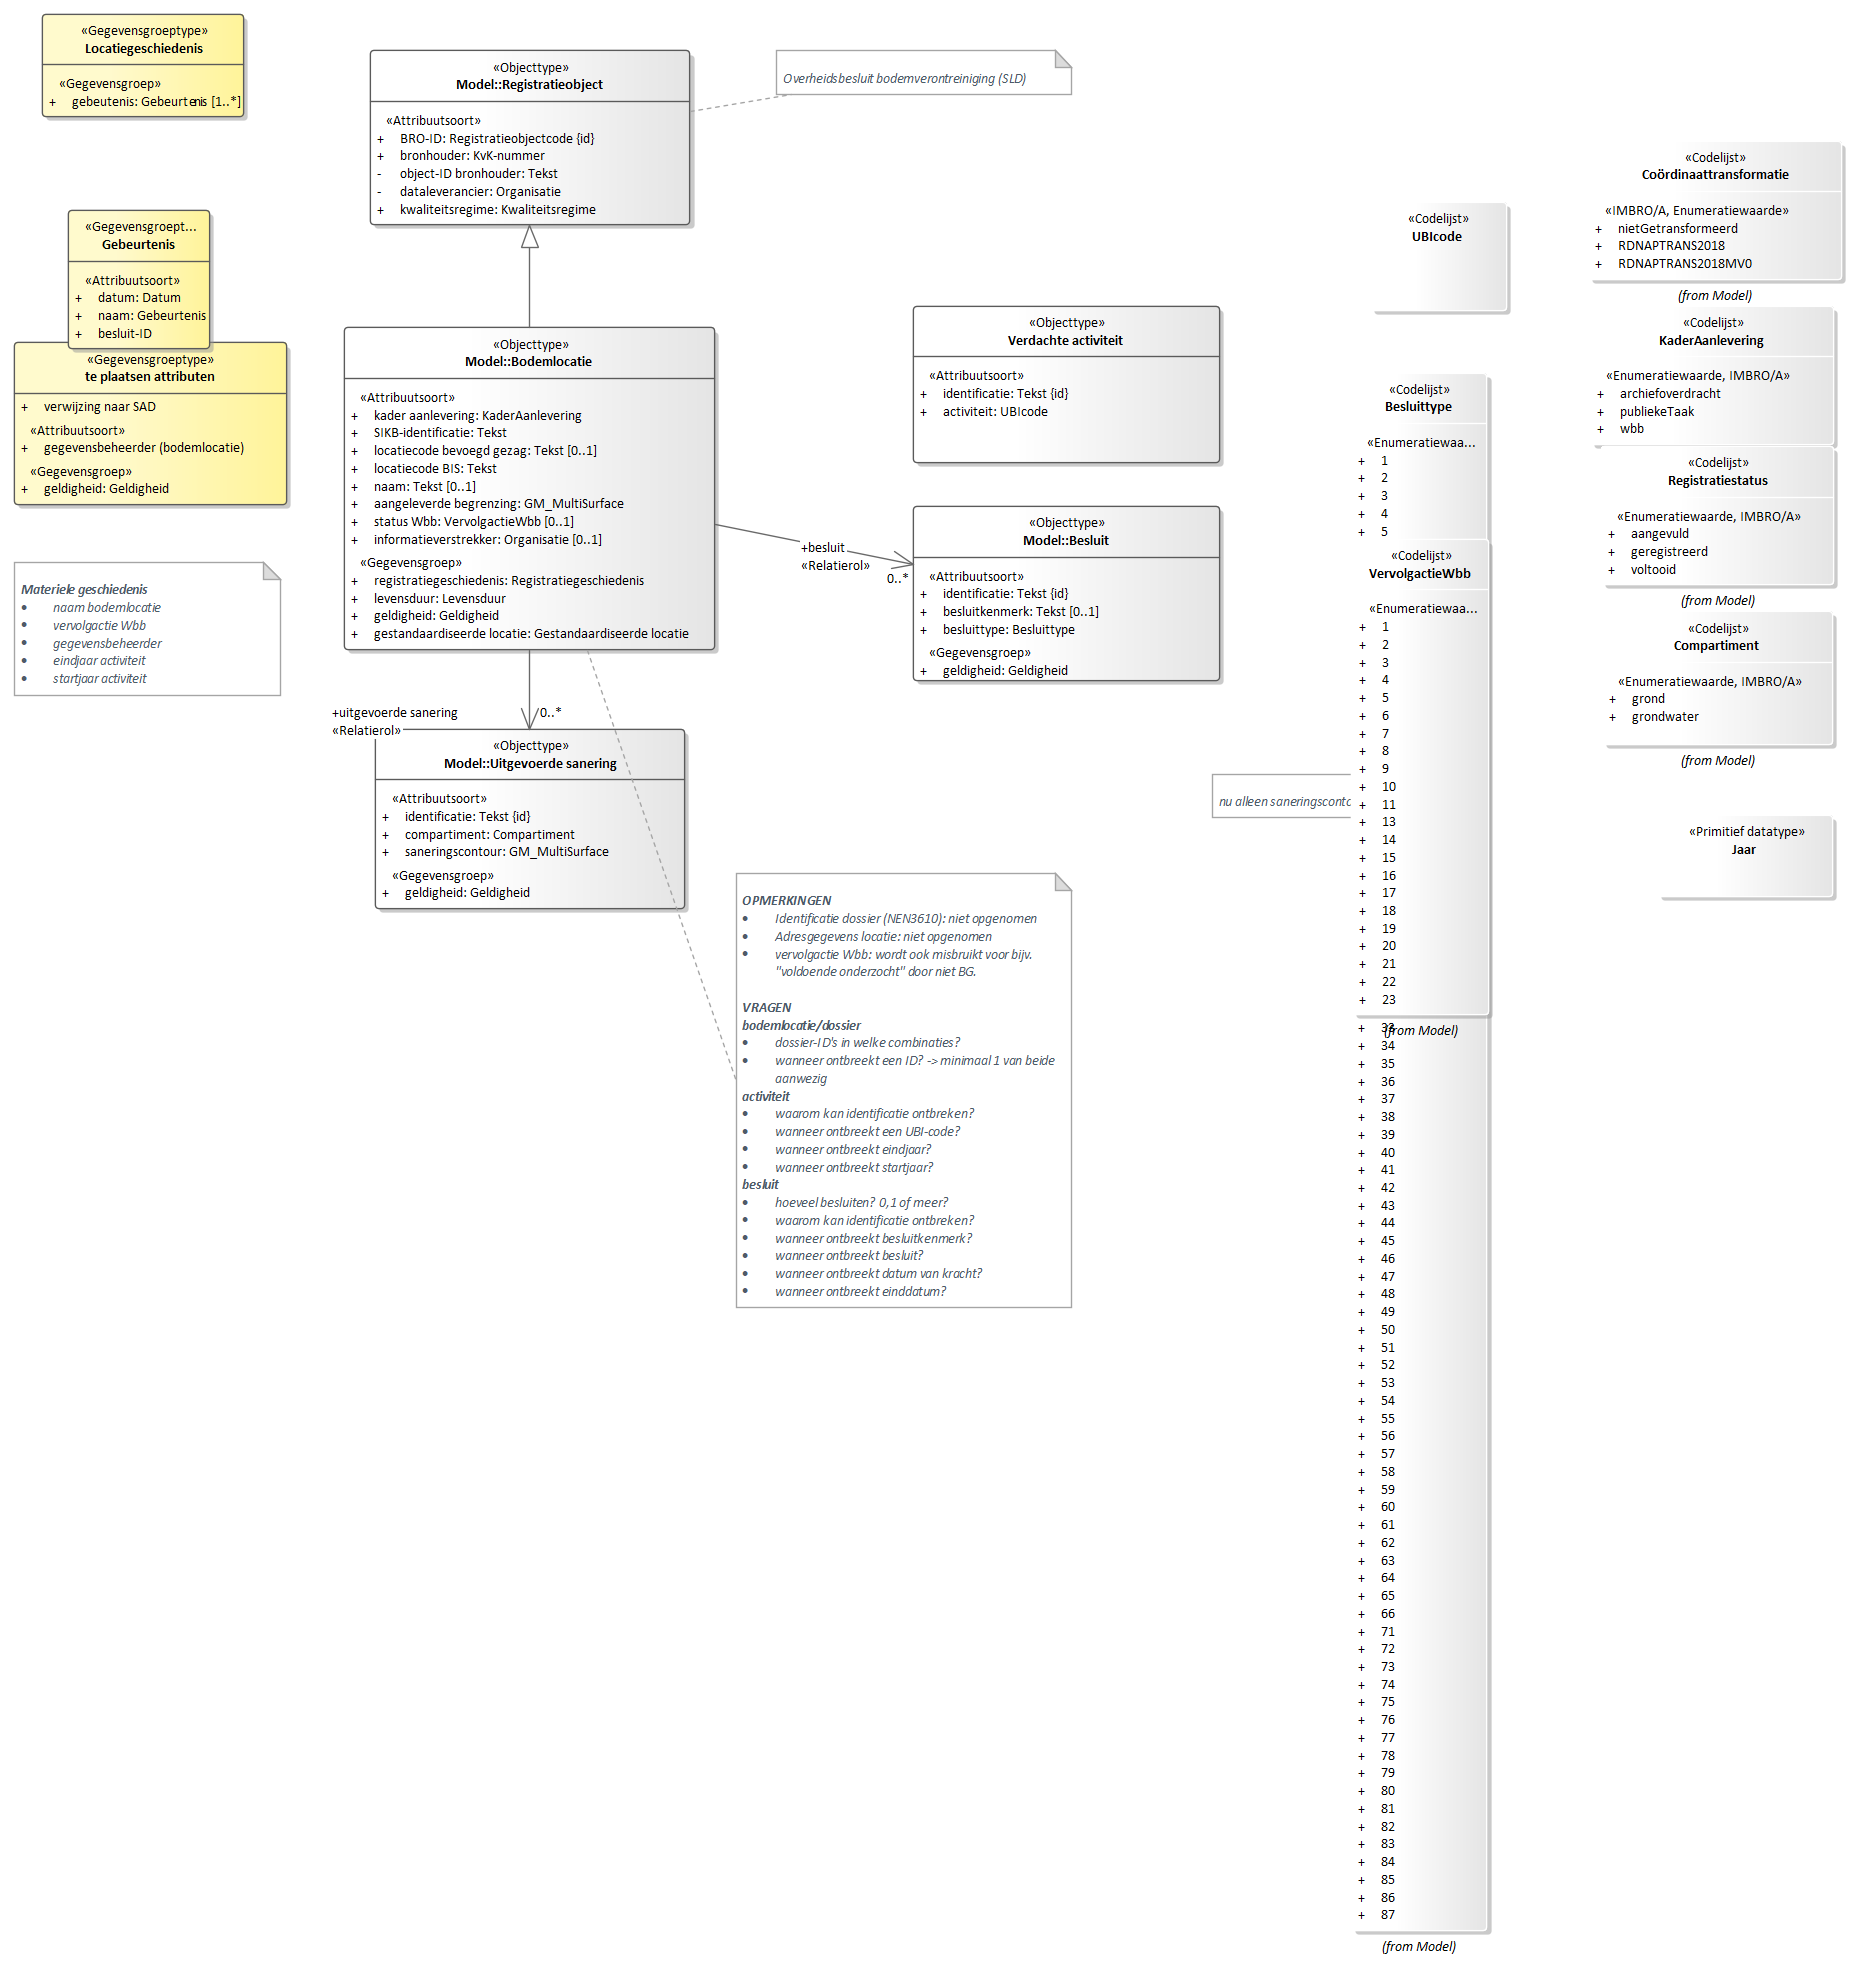 «Gegevensgroeptype»
Locatiegeschiedenis
«Gegevensgroep»
+ gebeutenis: Gebeurtenis [1..*]
«Gegevensgroept...
Gebeurtenis
«Attribuutsoort»
+ datum: Datum
+ naam: Gebeurtenis
+ besluit-ID
«Gegevensgroeptype»
te plaatsen attributen
+ verwijzing naar SAD
«Attribuutsoort»
+ gegevensbeheerder (bodemlocatie)
«Gegevensgroep»
+ geldigheid: Geldigheid
Materiele geschiedenis
• naam bodemlocatie
• vervolgactie Wbb
• gegevensbeheerder
• eindjaar activiteit
• startjaar activiteit
«Objecttype»
Model::Registratieobject
«Attribuutsoort»
+ BRO-ID: Registratieobjectcode {id}
+ bronhouder: KvK-nummer
- object-ID bronhouder: Tekst
- dataleverancier: Organisatie
+ kwaliteitsregime: Kwaliteitsregime
Overheidsbesluit bodemverontreiniging (SLD)
«Objecttype»
Model::Bodemlocatie
«Attribuutsoort»
+ kader aanlevering: KaderAanlevering
+ SIKB-identificatie: Tekst
+ locatiecode bevoegd gezag: Tekst [0..1]
+ locatiecode BIS: Tekst
+ naam: Tekst [0..1]
+ aangeleverde begrenzing: GM_MultiSurface
+ status Wbb: VervolgactieWbb [0..1]
+ informatieverstrekker: Organisatie [0..1]
«Gegevensgroep»
+ registratiegeschiedenis: Registratiegeschiedenis
+ levensduur: Levensduur
+ geldigheid: Geldigheid
+ gestandaardiseerde locatie: Gestandaardiseerde locatie
+besluit
«Relatierol»
0..*
+uitgevoerde sanering
«Relatierol»
0..*
«Objecttype»
Model::Uitgevoerde sanering
«Attribuutsoort»
+ identificatie: Tekst {id}
+ compartiment: Compartiment
+ saneringscontour: GM_MultiSurface
«Gegevensgroep»
+ geldigheid: Geldigheid
«Objecttype»
Verdachte activiteit
«Attribuutsoort»
+ identificatie: Tekst {id}
+ activiteit: UBIcode
«Objecttype»
Model::Besluit
«Attribuutsoort»
+ identificatie: Tekst {id}
+ besluitkenmerk: Tekst [0..1]
+ besluittype: Besluittype
«Gegevensgroep»
+ geldigheid: Geldigheid
OPMERKINGEN
• Identificatie dossier (NEN3610): niet opgenomen
• Adresgegevens locatie: niet opgenomen
• vervolgactie Wbb: wordt ook misbruikt voor bijv.
"voldoende onderzocht" door niet BG.
VRAGEN
bodemlocatie/dossier
• dossier-ID's in welke combinaties?
• wanneer ontbreekt een ID? -> minimaal 1 van beide
aanwezig
activiteit
• waarom kan identificatie ontbreken?
• wanneer ontbreekt een UBI-code?
• wanneer ontbreekt eindjaar?
• wanneer ontbreekt startjaar?
besluit
• hoeveel besluiten? 0,1 of meer?
• waarom kan identificatie ontbreken?
• wanneer ontbreekt besluitkenmerk?
• wanneer ontbreekt besluit?
• wanneer ontbreekt datum van kracht?
• wanneer ontbreekt einddatum?
nu alleen
«Codelijst»
UBIcode
«Codelijst»
Besluittype
«Enumeratiewaa...
+ 1
+ 2
+ 3
+ 4
+ 5
«Codelijst»
VervolgactieWbb
«Enumeratiewaa...
+ 1
+ 2
+ 3
+ 4
+ 5
+ 6
+ 7
+ 8
+ 9
+ 10
+ 11
+ 13
+ 14
+ 15
+ 16
+ 17
+ 18
+ 19
+ 20
+ 21
+ 22
+ 23
(from Model)
+ 34
+ 35
+ 36
+ 37
+ 38
+ 39
+ 40
+ 41
+ 42
+ 43
+ 44
+ 45
+ 46
+ 47
+ 48
+ 49
+ 50
+ 51
+ 52
+ 53
+ 54
+ 55
+ 56
+ 57
+ 58
+ 59
+ 60
+ 61
+ 62
+ 63
+ 64
+ 65
+ 66
+ 71
+ 72
+ 73
+ 74
+ 75
+ 76
+ 77
+ 78
+ 79
+ 80
+ 81
+ 82
+ 83
+ 84
+ 85
+ 86
+ 87
(from Model)
«Codelijst»
Coördinaattransformatie
«IMBRO/A, Enumeratiewaarde»
+ nietGetransformeerd
+ RDNAPTRANS2018
+ RDNAPTRANS2018MV0
(from Model)
«Codelijst»
KaderAanlevering
«Enumeratiewaarde, IMBRO/A»
+ archiefoverdracht
+ publiekeTaak
+ wbb
«Codelijst»
Registratiestatus
«Enumeratiewaarde, IMBRO/A»
+ aangevuld
+ geregistreerd
+ voltooid
(from Model)
«Codelijst»
Compartiment
«Enumeratiewaarde, IMBRO/A»
+ grond
+ grondwater
(from Model)
«Primitief datatype»
Jaar